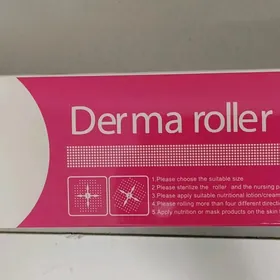 Derma roller
1.Please choose the suitable size
2.Please starilize the roller and the nursing p
3.Please apply suitable nutritional lotion/cream
4.Please rolling more than four different directi
5.Apply nutrition or mask products on the skin